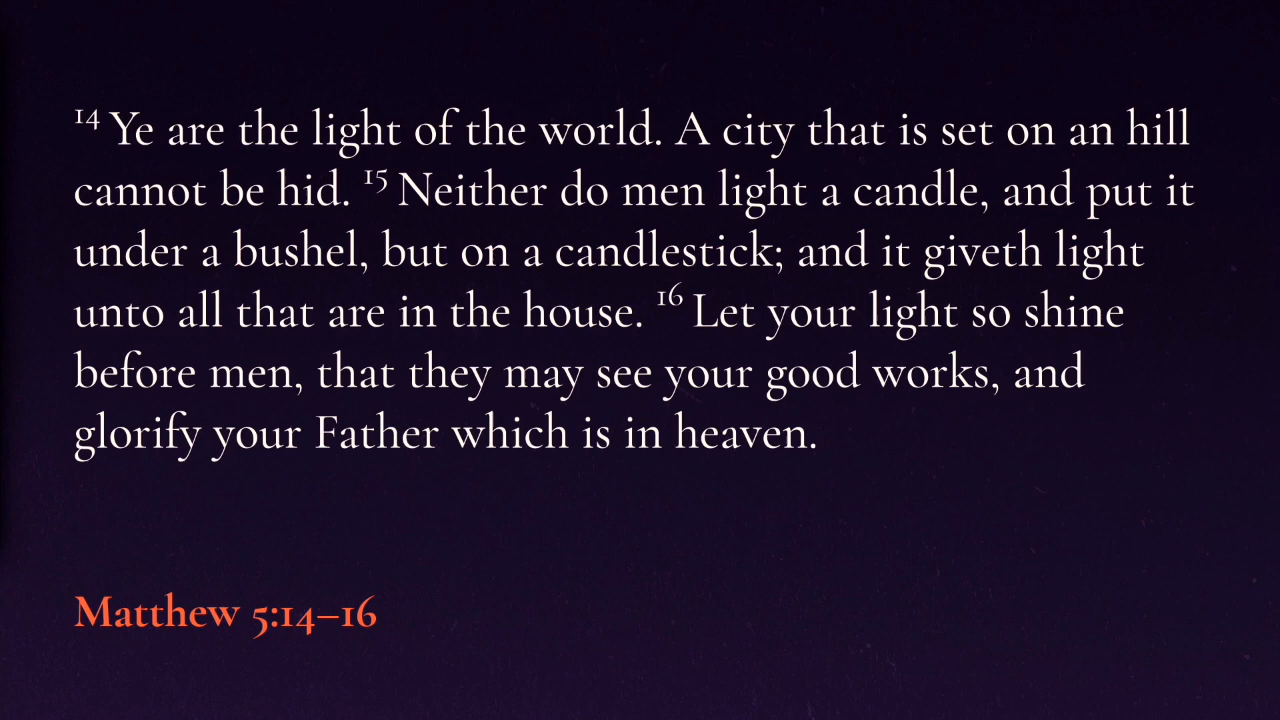 14 Ye are the light of the world. A city that is set on an hill
cannot be hid. 15 Neither do men light a candle, and put it
under a bushel, but on a candlestick; and it giveth light
unto all that are in the house. 16 Let your light so shine
before men, that they may see your good works, and
glorify your Father which is in heaven.
Matthew 5:14–16